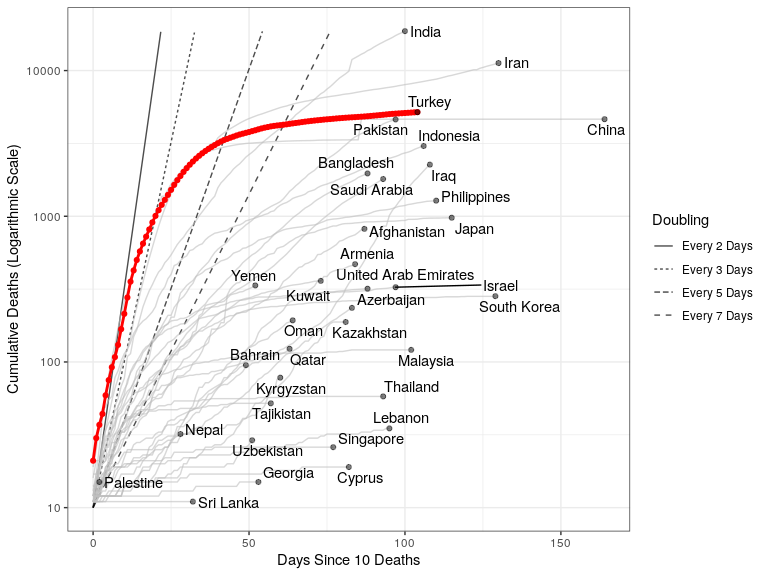 India
Iran
10000
Turkey
Pakistan
China
Indonesia
Bangladesh
Iraq
Saudi Arabia
Philippines
1000
Afghanistan
Japan
Armenia
Yemen
United Arab Emirates
Israel
Kuwait
Azerbaijan
South Korea
Oman
Kazakhstan
Bahrain
Qatar
Malaysia
100
Kyrgyzstan
Thailand
Tajikistan
Lebanon
Nepal
Singapore
Uzbekistan
Georgia
Cyprus
Palestine
Sri Lanka
10
0
50
100
150
Days Since 10 Deaths
Cumulative Deaths (Logarithmic Scale)
Doubling
Every 2 Days
Every 3 Days
Every 5 Days
Every 7 Days